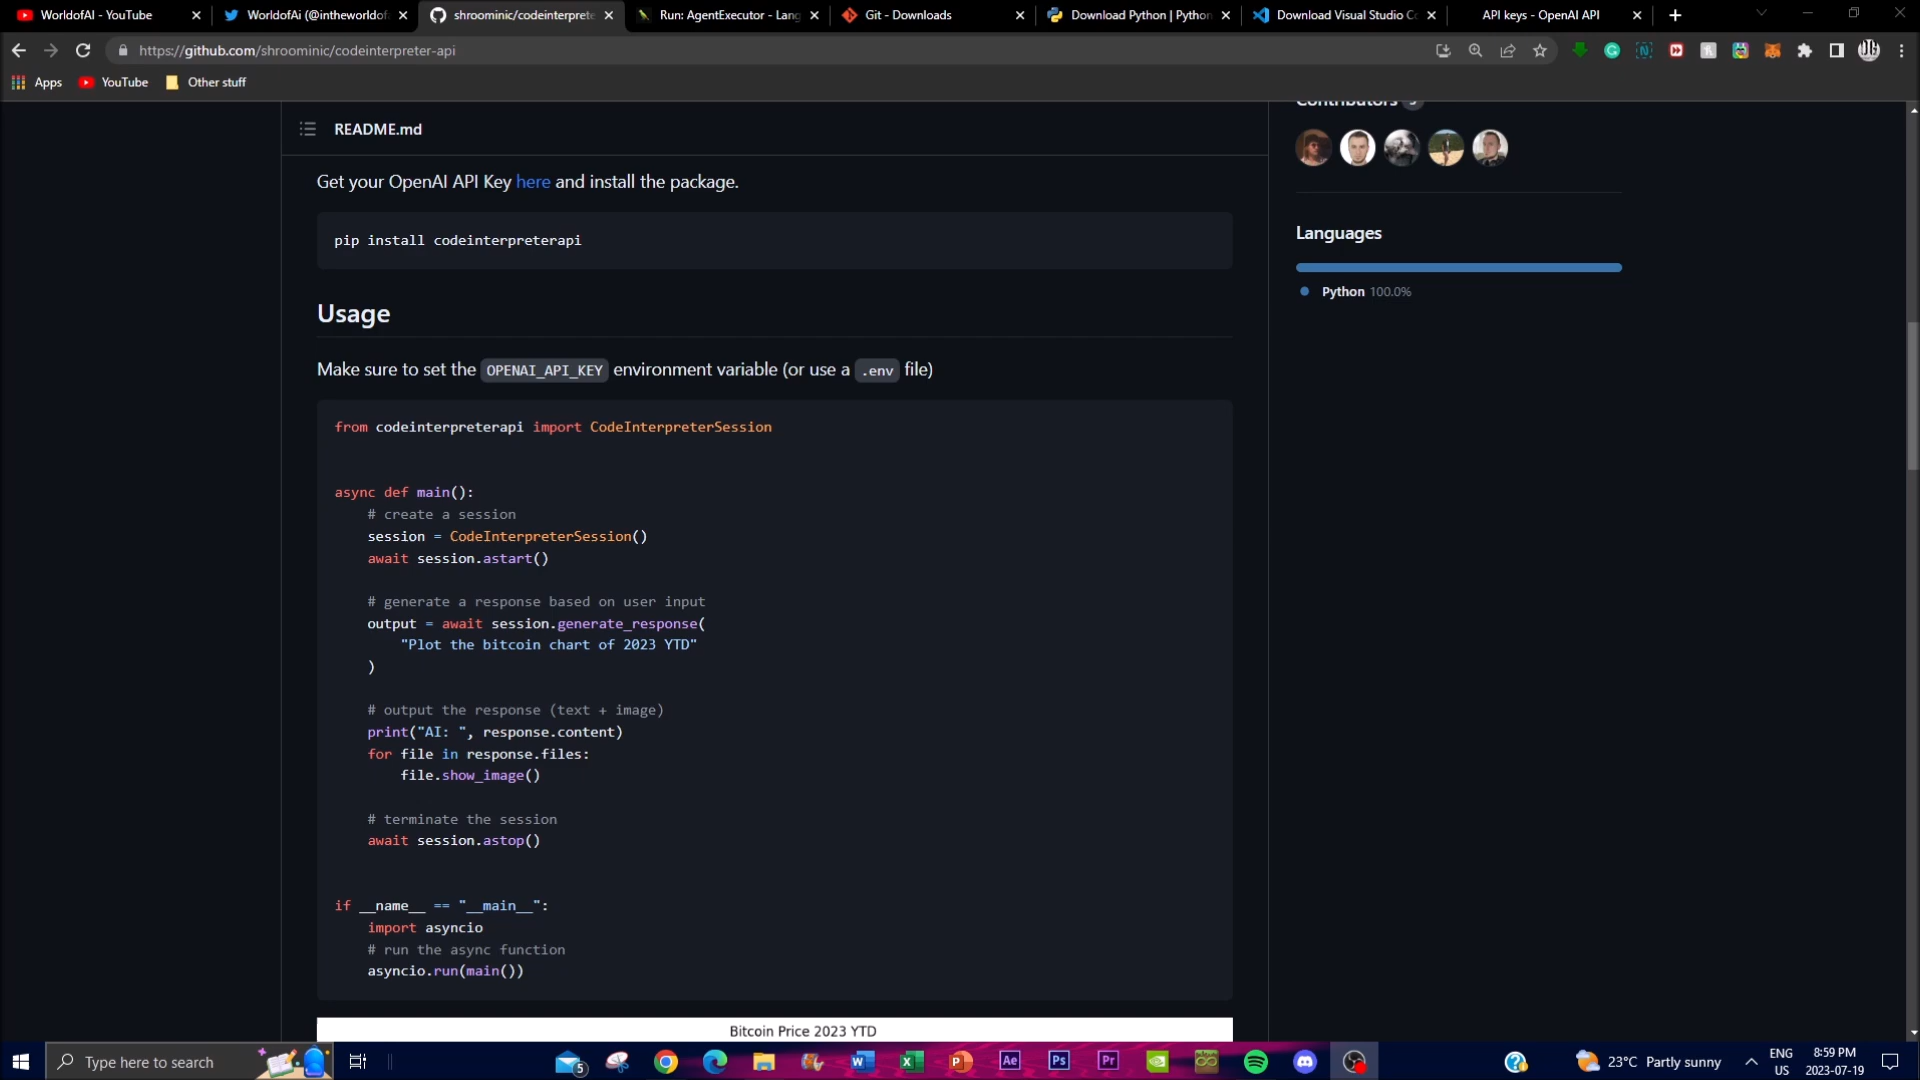 WorldofAI - YouTube
WorldofAi (@intheworldof
shroominic/codeinterprete
Run: AgentExecutor - Lang
Git - Downloads
Download Python | Python
Download Visual Studio Co
API keys - OpenAI API
https://github.com/shroominic/codeinterpreter-api
Apps
YouTube
Other stuff
Contributors 5
README.md
Get your OpenAI API Key here and install the package.
pip install codeinterpreterapi
Languages
Python 100.0%
Usage
Make sure to set the OPENAI_API_KEY environment variable (or use a .env file)
from codeinterpreterapi import CodeInterpreterSession
async def main():
# create a session
session = CodeInterpreterSession()
await session.astart()
# generate a response based on user input
output = await session.generate_response(
"Plot the bitcoin chart of 2023 YTD"
)
# output the response (text + image)
print("AI: ", response.content)
for file in response.files:
file.show_image()
# terminate the session
await session.astop()
if __name__ == "__main__":
import asyncio
# run the async function
asyncio.run(main())
Bitcoin Price 2023 YTD
Type here to search
5
Ae
Ps
Pr
23°C Partly sunny
ENG
US
8:59 PM
2023-07-19